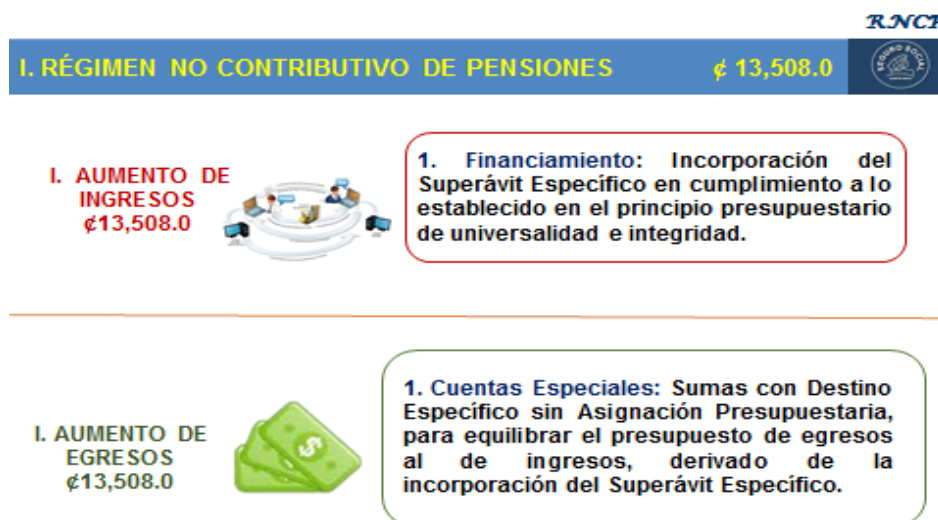 RNCP
I. RÉGIMEN NO CONTRIBUTIVO DE PENSIONES ¢ 13,508.0
SEGURO SOCIAL
I. AUMENTO DE
INGRESOS
¢13,508.0
1. Financiamiento: Incorporación del
Superávit Específico en cumplimiento a lo
establecido en el principio presupuestario
de universalidad e integridad.
I. AUMENTO DE
EGRESOS
¢13,508.0
1. Cuentas Especiales: Sumas con Destino
Específico sin Asignación Presupuestaria,
para equilibrar el presupuesto de egresos
al de ingresos, derivado de la
incorporación del Superávit Específico.